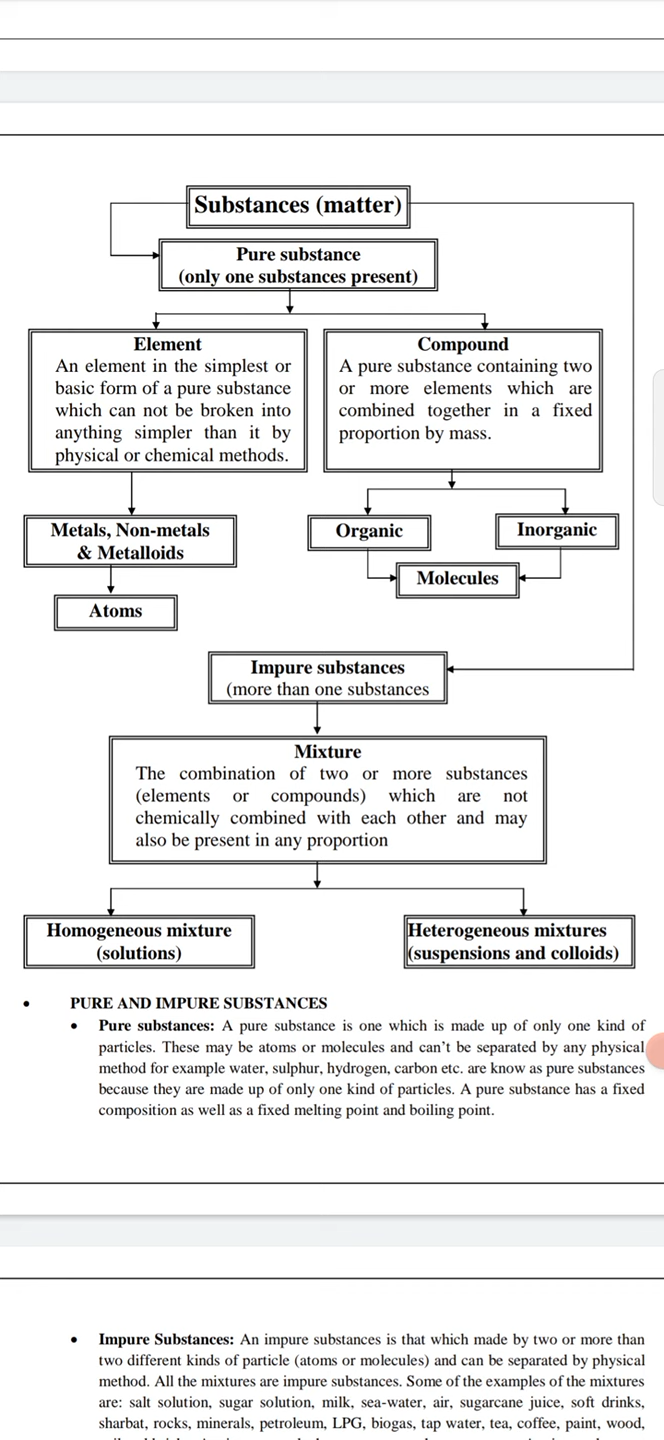 Substances (matter)
Pure substance
(only one substances present)
Element
An element in the simplest or
basic form of a pure substance
which can not be broken into
anything simpler than it by
physical or chemical methods.
Compound
A pure substance containing two
or more elements which are
combined together in a fixed
proportion by mass.
Metals, Non-metals
& Metalloids
Organic
Inorganic
Molecules
Atoms
Impure substances
(more than one substances
Mixture
The combination of two or more substances
(elements or compounds) which are not
chemically combined with each other and may
also be present in any proportion
Homogeneous mixture
(solutions)
Heterogeneous mixtures
(suspensions and colloids)
• PURE AND IMPURE SUBSTANCES
• Pure substances: A pure substance is one which is made up of only one kind of
particles. These may be atoms or molecules and can't be separated by any physical
method for example water, sulphur, hydrogen, carbon etc. are know as pure substances
because they are made up of only one kind of particles. A pure substance has a fixed
composition as well as a fixed melting point and boiling point.
• Impure Substances: An impure substances is that which made by two or more than
two different kinds of particle (atoms or molecules) and can be separated by physical
method. All the mixtures are impure substances. Some of the examples of the mixtures
are: salt solution, sugar solution, milk, sea-water, air, sugarcane juice, soft drinks,
sharbat, rocks, minerals, petroleum, LPG, biogas, tap water, tea, coffee, paint, wood,